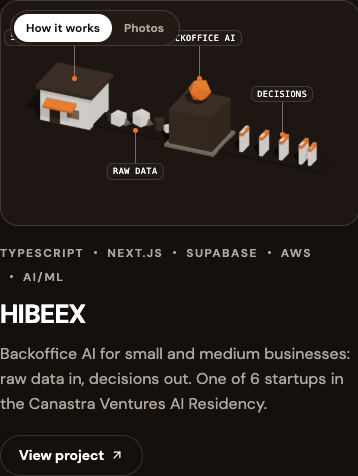 How it works Photos
CKOFFICE AI
DECISIONS
RAW DATA
TYPESCRIPT • NEXT.JS • SUPABASE • AWS
• AI/ML
HIBEEX
Backoffice AI for small and medium businesses:
raw data in, decisions out. One of 6 startups in
the Canastra Ventures AI Residency.
View project ↗